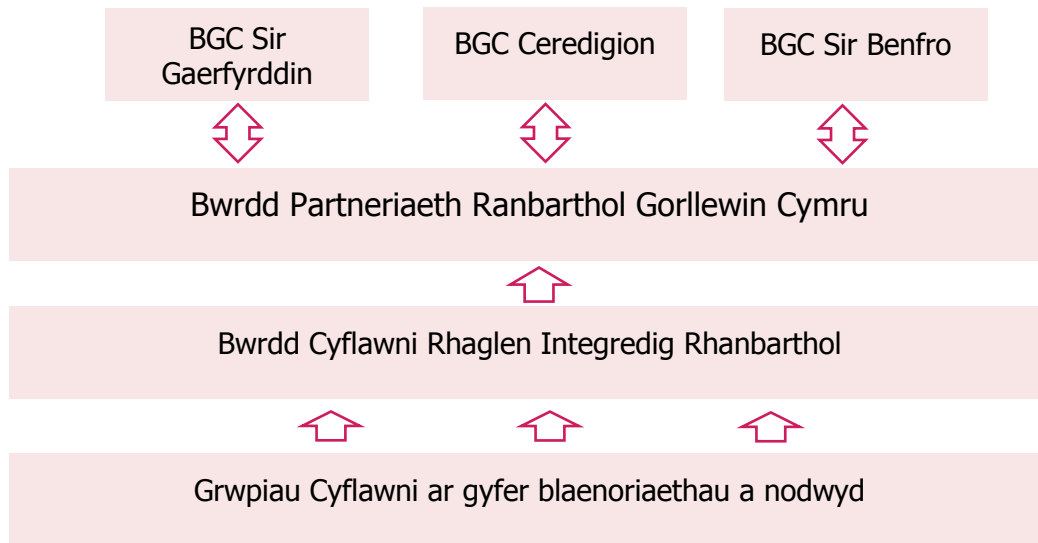 BGC Sir
Gaerfyrddin
BGC Ceredigion
BGC Sir Benfro
Bwrdd Partneriaeth Ranbarthol Gorllewin Cymru
Bwrdd Cyflawni Rhaglen Integredig Rhanbarthol
Grwpiau Cyflawni ar gyfer blaenoriaethau a nodwyd